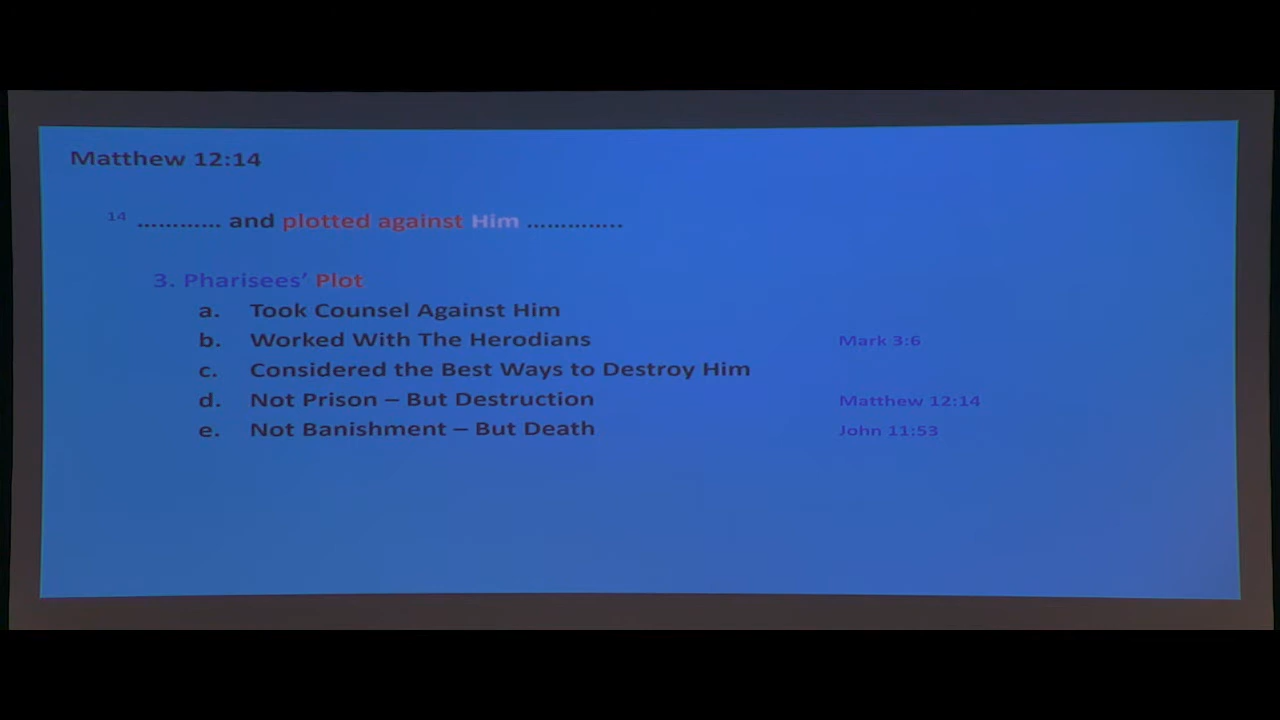 Matthew 12:14
14 ………… and plotted against Him …………..
3. Pharisees’ Plot
a. Took Counsel Against Him
b. Worked With The Herodians Mark 3:6
c. Considered the Best Ways to Destroy Him
d. Not Prison – But Destruction Matthew 12:14
e. Not Banishment – But Death John 11:53